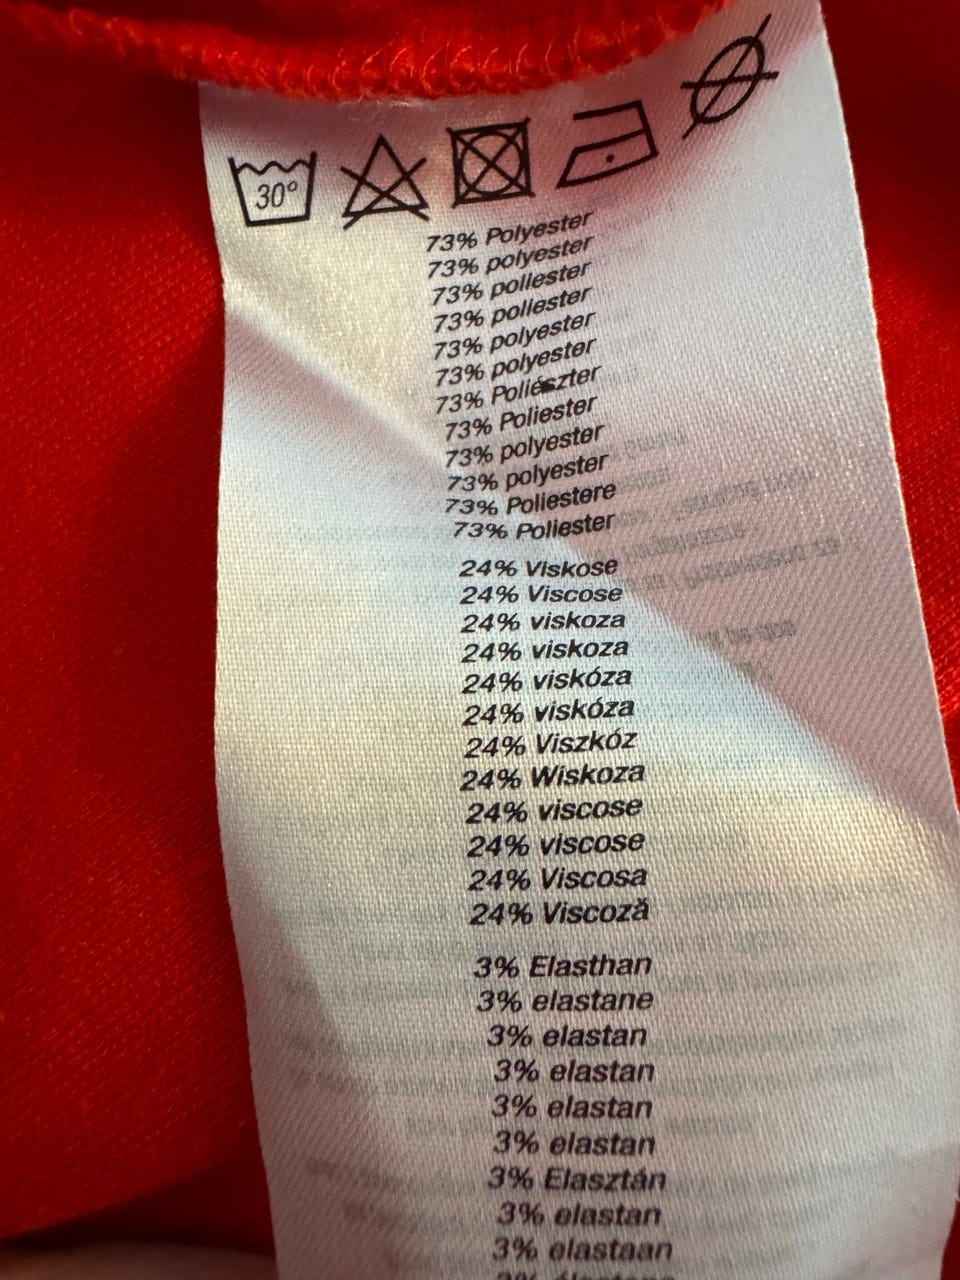 30°
73% Polyester
73% polyester
73% poliester
73% poliester
73% polyester
73% polyester
73% Poliészter
73% Poliester
73% polyester
73% polyester
73% Poliestere
73% Poliester
24% Viskose
24% Viscose
24% viskoza
24% viskoza
24% viskóza
24% viskóza
24% Viszkóz
24% Wiskoza
24% viscose
24% viscose
24% Viscosa
24% Viscoză
3% Elasthan
3% elastane
3% elastan
3% elastan
3% elastan
3% elastan
3% Elasztán
3% elastan
3% elastaan